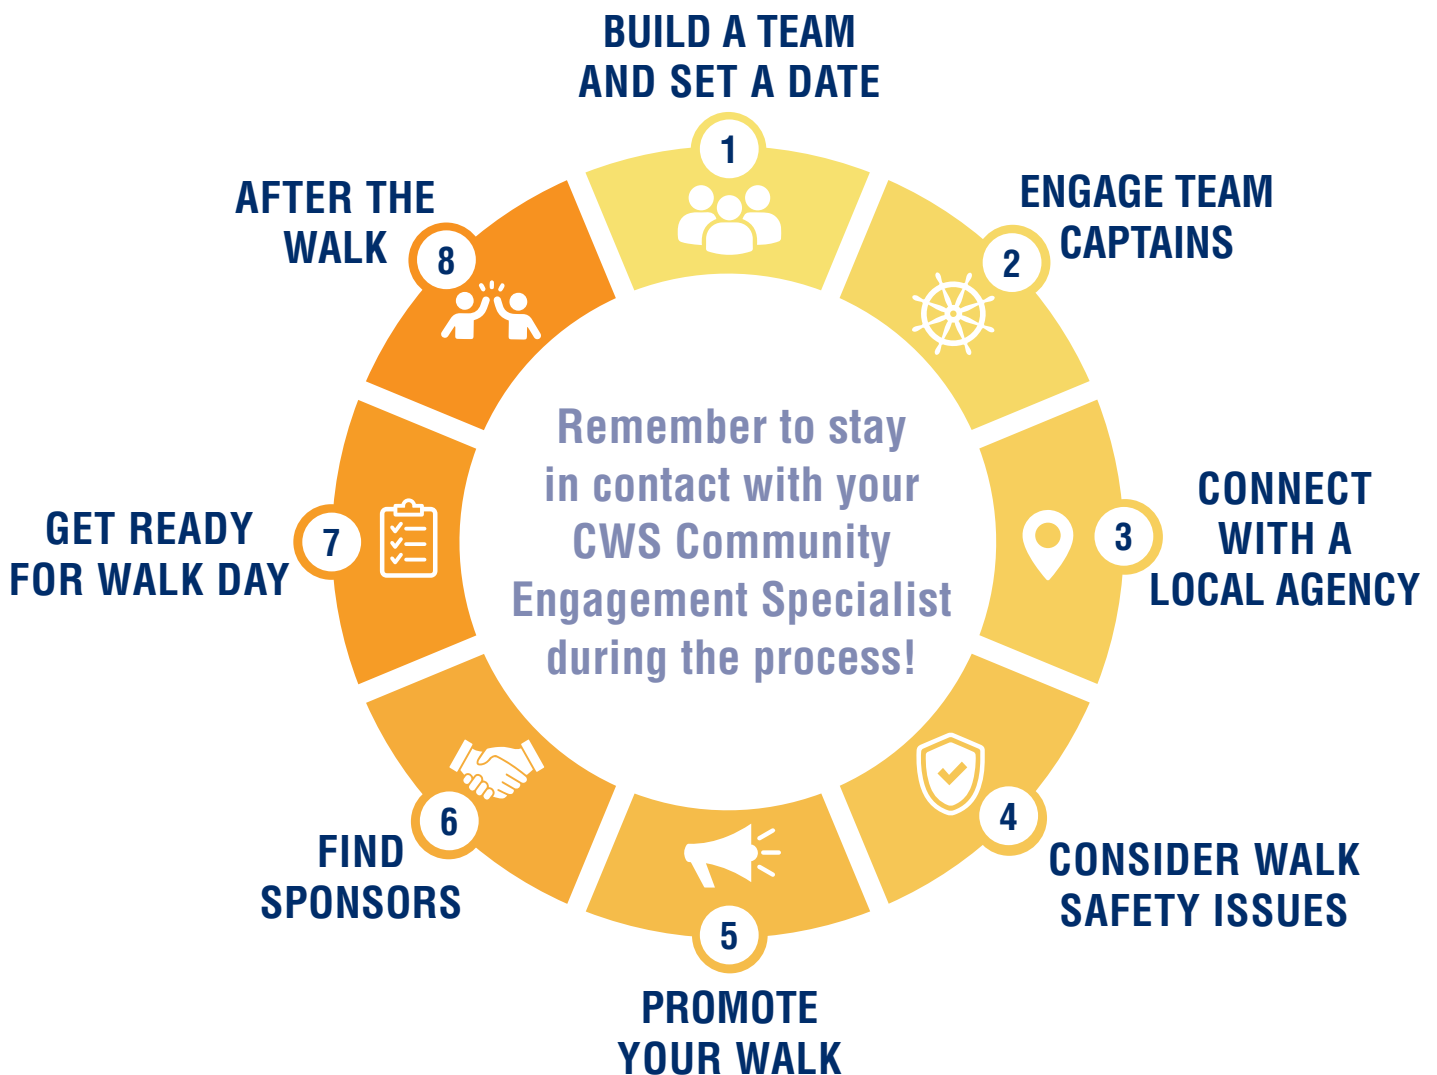 BUILD A TEAM
AND SET A DATE
1
ENGAGE TEAM
CAPTAINS
2
CONNECT
WITH A
LOCAL AGENCY
3
4
CONSIDER WALK
SAFETY ISSUES
5
PROMOTE
YOUR WALK
6
FIND
SPONSORS
GET READY
FOR WALK DAY
7
AFTER THE
WALK
8
Remember to stay
in contact with your
CWS Community
Engagement Specialist
during the process!